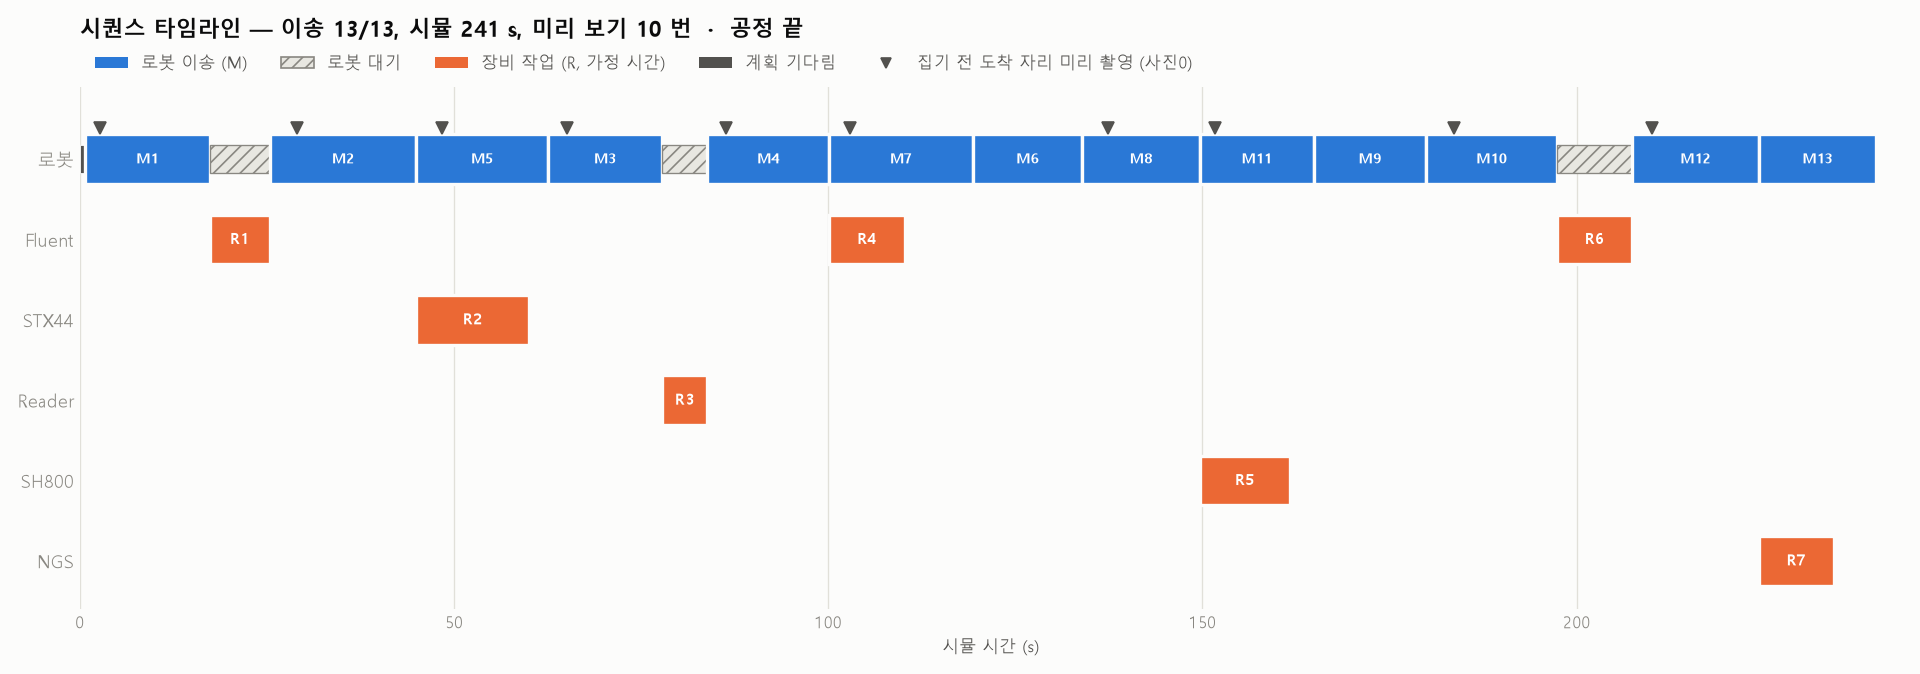 시퀀스 타임라인 — 이송 13/13, 시뮬 241 s, 미리 보기 10 번 · 공정 끝
로봇 이송 (M) 로봇 대기 장비 작업 (R, 가정 시간) 계획 기다림 집기 전 도착 자리 미리 촬영 (사진0)
로봇 M1 M2 M5 M3 M4 M7 M6 M8 M11 M9 M10 M12 M13
Fluent R1 R4 R6
STX44 R2
Reader R3
SH800 R5
NGS R7
0 50 100 150 200
시뮬 시간 (s)